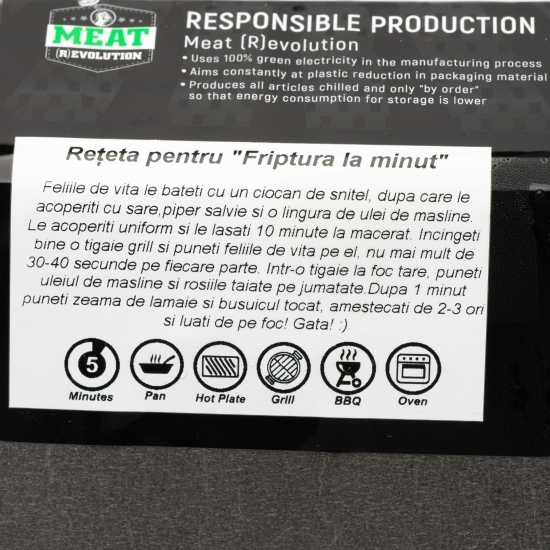 MEAT
(R)EVOLUTION
RESPONSIBLE PRODUCTION
Meat (R)evolution
• Uses 100% green electricity in the manufacturing process
• Aims constantly at plastic reduction in packaging material
• Produces all articles chilled and only "by order"
so that energy consumption for storage is lower
Rețeta pentru "Friptura la minut"
Feliile de vita le bateti cu un ciocan de snitel, dupa care le
acoperiti cu sare,piper salvie si o lingura de ulei de masline.
Le acoperiti uniform si le lasati 10 minute la macerat. Incingeti
bine o tigaie grill si puneti feliile de vita pe el, nu mai mult de
30-40 secunde pe fiecare parte. Intr-o tigaie la foc tare, puneti
uleiul de masline si rosiile taiate pe jumatate.Dupa 1 minut
puneti zeama de lamaie si busuicul tocat, amestecati de 2-3 ori
si luati de pe foc! Gata! :)
5
Minutes Pan Hot Plate Grill BBQ Oven